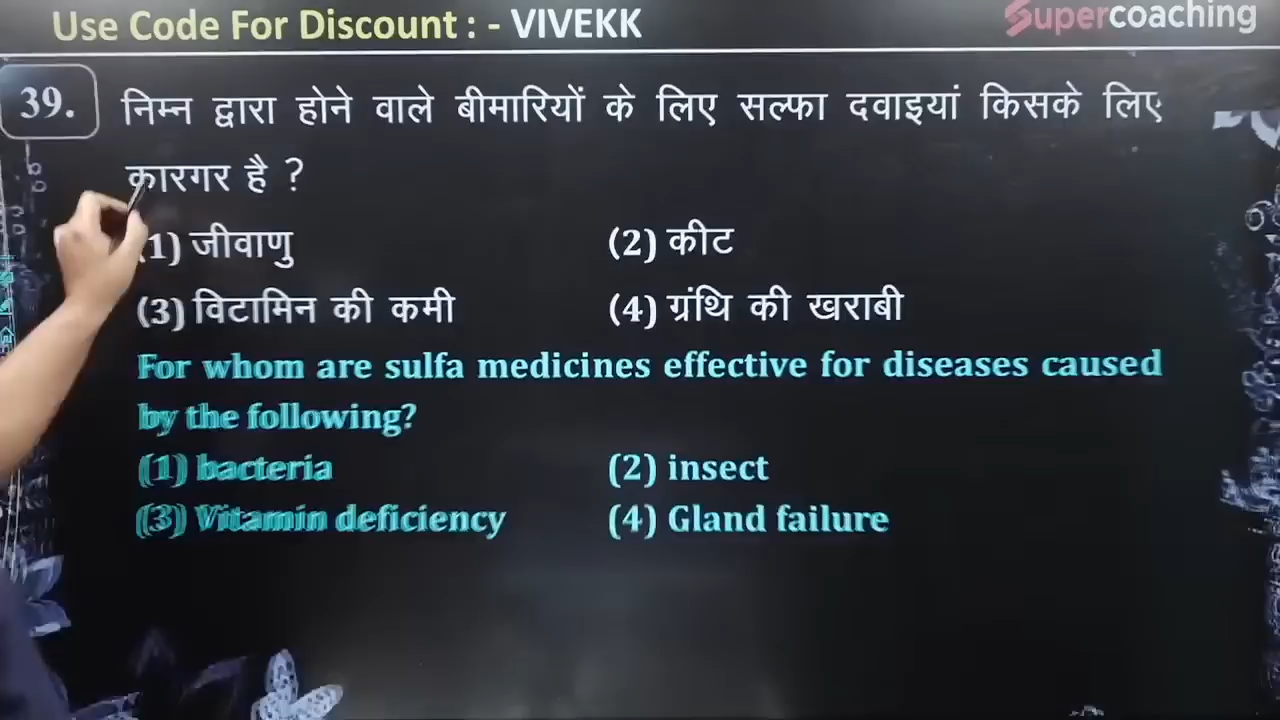 Use Code For Discount : - VIVEKK
Supercoaching
39. निम्न द्वारा होने वाले बीमारियों के लिए सल्फा दवाइयां किसके लिए
कारगर है ?
(1) जीवाणु (2) कीट
(3) विटामिन की कमी (4) ग्रंथि की खराबी
For whom are sulfa medicines effective for diseases caused
by the following?
(1) bacteria (2) insect
(3) Vitamin deficiency (4) Gland failure